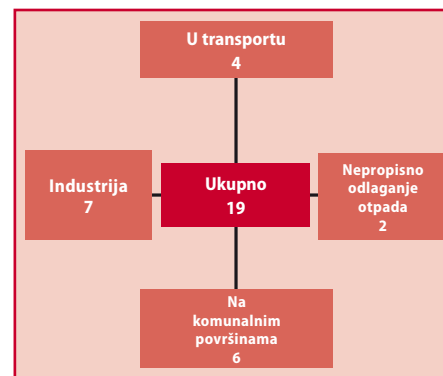 U transportu
4
Industrija
7
Ukupno
19
Nepropisno
odlaganje
otpada
2
Na
komunalnim
površinama
6